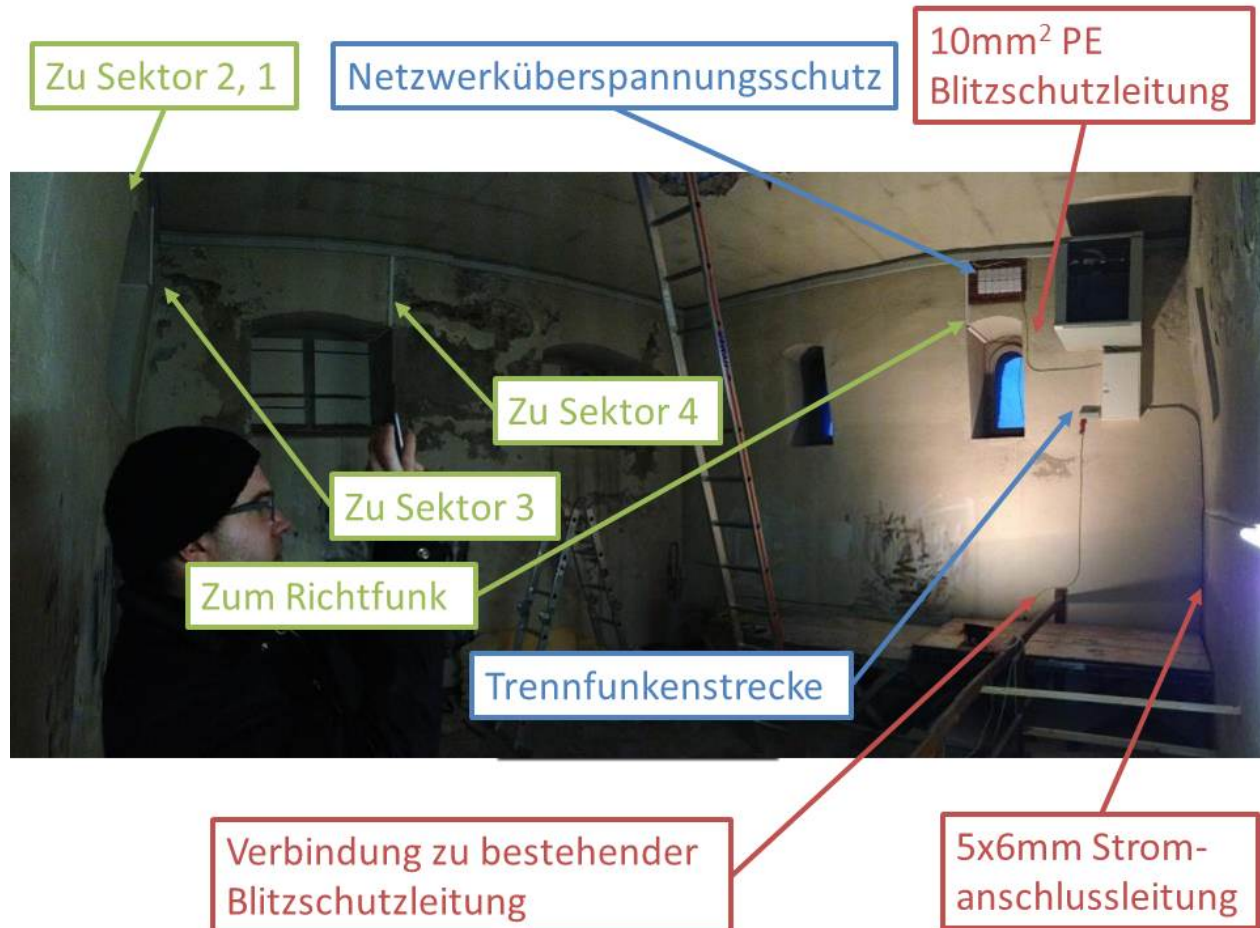 Zu Sektor 2, 1
Netzwerküberspannungsschutz
10mm² PE
Blitzschutzleitung
Zu Sektor 4
Zu Sektor 3
Zum Richtfunk
Trennfunkenstrecke
Verbindung zu bestehender
Blitzschutzleitung
5x6mm Strom-
anschlussleitung